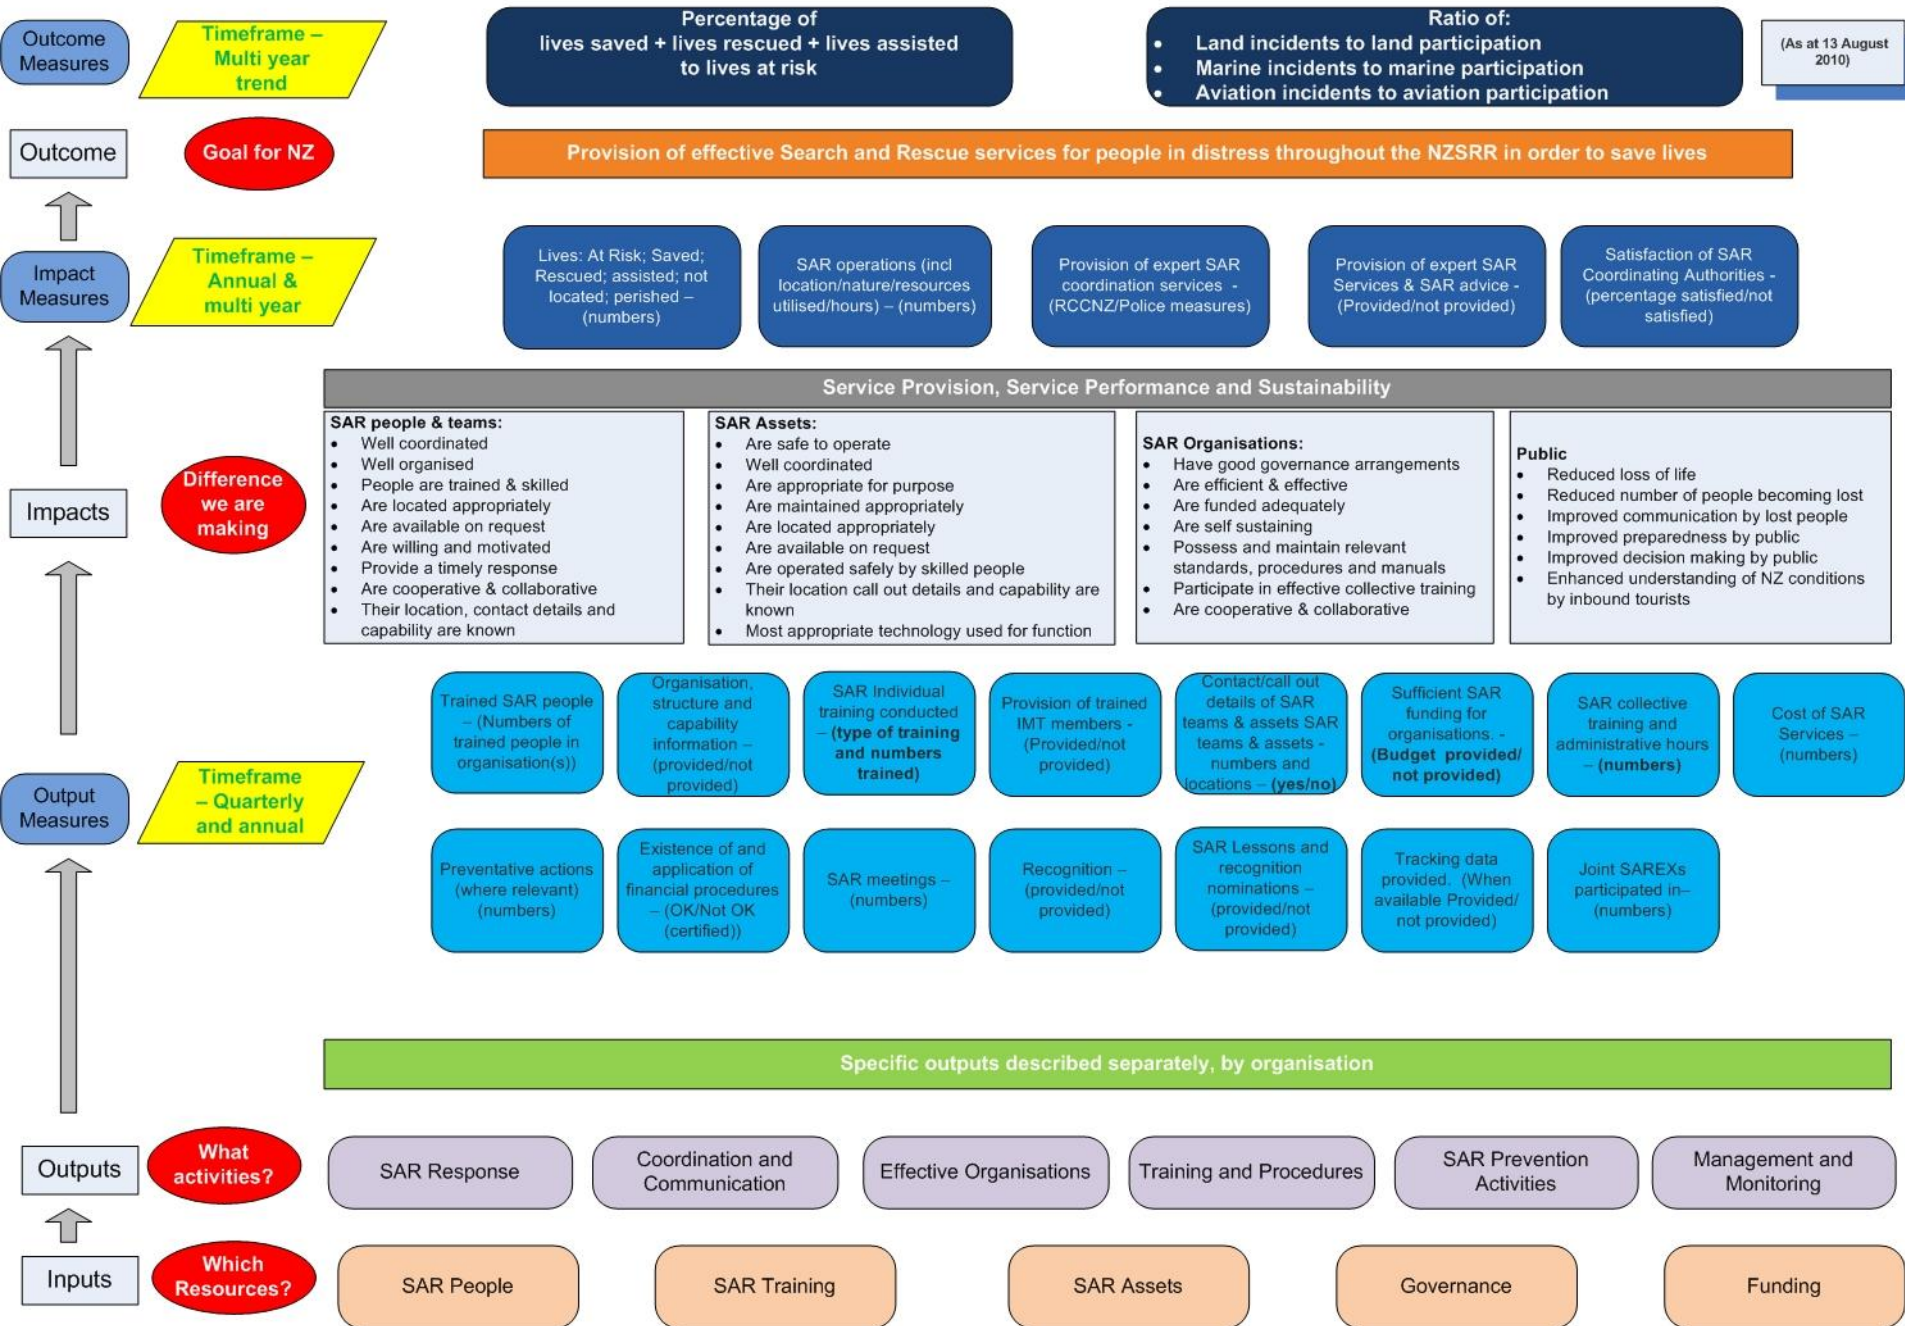 Outcome
Measures
Timeframe –
Multi year
trend
Percentage of
lives saved + lives rescued + lives assisted
to lives at risk
Ratio of:
• Land incidents to land participation
• Marine incidents to marine participation
• Aviation incidents to aviation participation
(As at 13 August
2010)
Outcome
Goal for NZ
Provision of effective Search and Rescue services for people in distress throughout the NZSRR in order to save lives
Impact
Measures
Timeframe –
Annual &
multi year
Lives: At Risk; Saved;
Rescued; assisted; not
located; perished –
(numbers)
SAR operations (incl
location/nature/resources
utilised/hours) – (numbers)
Provision of expert SAR
coordination services -
(RCCNZ/Police measures)
Provision of expert SAR
Services & SAR advice -
(Provided/not provided)
Satisfaction of SAR
Coordinating Authorities -
(percentage satisfied/not
satisfied)
Service Provision, Service Performance and Sustainability
Impacts
Difference
we are
making
SAR people & teams:
• Well coordinated
• Well organised
• People are trained & skilled
• Are located appropriately
• Are available on request
• Are willing and motivated
• Provide a timely response
• Are cooperative & collaborative
• Their location, contact details and
capability are known
SAR Assets:
• Are safe to operate
• Well coordinated
• Are appropriate for purpose
• Are maintained appropriately
• Are located appropriately
• Are available on request
• Are operated safely by skilled people
• Their location call out details and capability are
known
• Most appropriate technology used for function
SAR Organisations:
• Have good governance arrangements
• Are efficient & effective
• Are funded adequately
• Are self sustaining
• Possess and maintain relevant
standards, procedures and manuals
• Participate in effective collective training
• Are cooperative & collaborative
Public
• Reduced loss of life
• Reduced number of people becoming lost
• Improved communication by lost people
• Improved preparedness by public
• Improved decision making by public
• Enhanced understanding of NZ conditions
by inbound tourists
Output
Measures
Timeframe
– Quarterly
and annual
Trained SAR people
– (Numbers of
trained people in
organisation(s))
Organisation,
structure and
capability
information –
(provided/not
provided)
SAR Individual
training conducted
– (type of training
and numbers
trained)
Provision of trained
IMT members -
(Provided/not
provided)
Contact/call out
details of SAR
teams & assets SAR
teams & assets -
numbers and
locations – (yes/no)
Sufficient SAR
funding for
organisations. -
(Budget provided/
not provided)
SAR collective
training and
administrative hours
– (numbers)
Cost of SAR
Services –
(numbers)
Preventative actions
(where relevant)
(numbers)
Existence of and
application of
financial procedures
– (OK/Not OK
(certified))
SAR meetings –
(numbers)
Recognition –
(provided/not
provided)
SAR Lessons and
recognition
nominations –
(provided/not
provided)
Tracking data
provided. (When
available Provided/
not provided)
Joint SAREXs
participated in–
(numbers)
Specific outputs described separately, by organisation
Outputs
What
activities?
SAR Response
Coordination and
Communication
Effective Organisations
Training and Procedures
SAR Prevention
Activities
Management and
Monitoring
Inputs
Which
Resources?
SAR People
SAR Training
SAR Assets
Governance
Funding